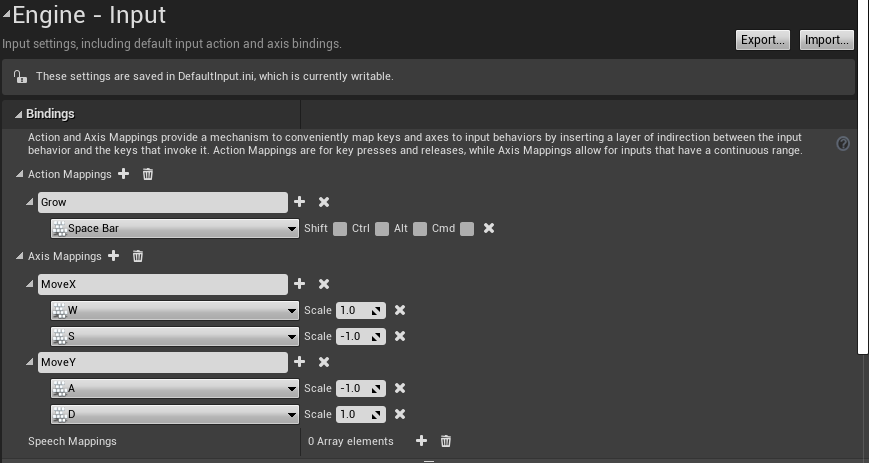 Engine - Input
Input settings, including default input action and axis bindings.
Export... Import...
These settings are saved in DefaultInput.ini, which is currently writable.
Bindings
Action and Axis Mappings provide a mechanism to conveniently map keys and axes to input behaviors by inserting a layer of indirection between the input
behavior and the keys that invoke it. Action Mappings are for key presses and releases, while Axis Mappings allow for inputs that have a continuous range.
Action Mappings
Grow
Space Bar Shift Ctrl Alt Cmd
Axis Mappings
MoveX
W Scale 1.0
S Scale -1.0
MoveY
A Scale -1.0
D Scale 1.0
Speech Mappings 0 Array elements